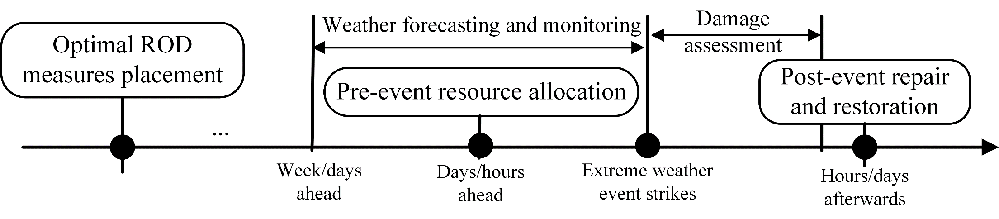 Optimal ROD
measures placement
...
Weather forecasting and monitoring
Pre-event resource allocation
Damage
assessment
Post-event repair
and restoration
Week/days
ahead
Days/hours
ahead
Extreme weather
event strikes
Hours/days
afterwards